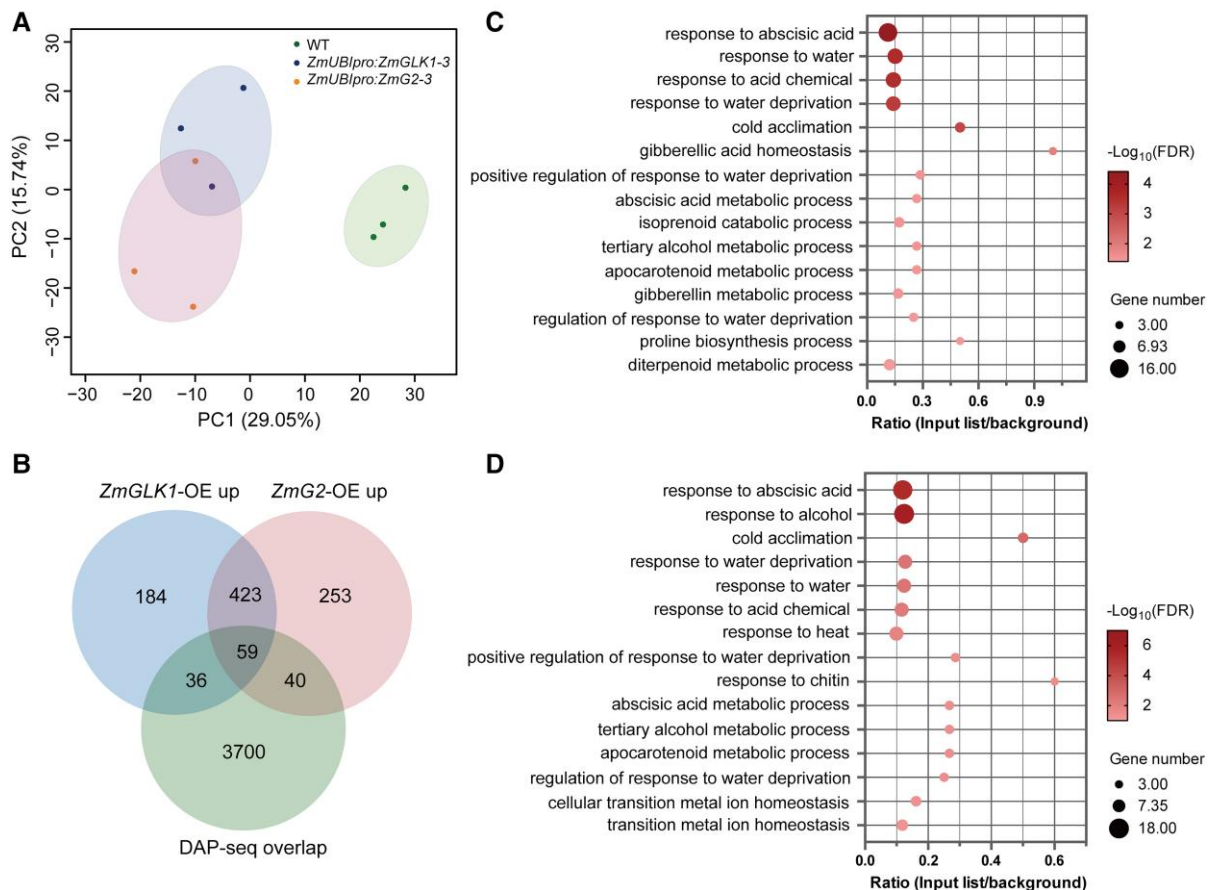 A
WT
ZmUBIpro:ZmGLK1-3
ZmUBIpro:ZmG2-3
PC2 (15.74%)
30
20
10
0
−10
−20
−30
−30 −20 −10 0 10 20 30
PC1 (29.05%)
B
ZmGLK1-OE up ZmG2-OE up
184 423 253
59
36 40
3700
DAP-seq overlap
C
response to abscisic acid
response to water
response to acid chemical
response to water deprivation
cold acclimation
gibberellic acid homeostasis
positive regulation of response to water deprivation
abscisic acid metabolic process
isoprenoid catabolic process
tertiary alcohol metabolic process
apocarotenoid metabolic process
gibberellin metabolic process
regulation of response to water deprivation
proline biosynthesis process
diterpenoid metabolic process
0.0 0.3 0.6 0.9
Ratio (Input list/background)
-Log10(FDR)
4
3
2
Gene number
3.00
6.93
16.00
D
response to abscisic acid
response to alcohol
cold acclimation
response to water deprivation
response to water
response to acid chemical
response to heat
positive regulation of response to water deprivation
response to chitin
abscisic acid metabolic process
tertiary alcohol metabolic process
apocarotenoid metabolic process
regulation of response to water deprivation
cellular transition metal ion homeostasis
transition metal ion homeostasis
0.0 0.2 0.4 0.6
Ratio (Input list/background)
-Log10(FDR)
6
5
4
3
2
Gene number
3.00
7.35
18.00